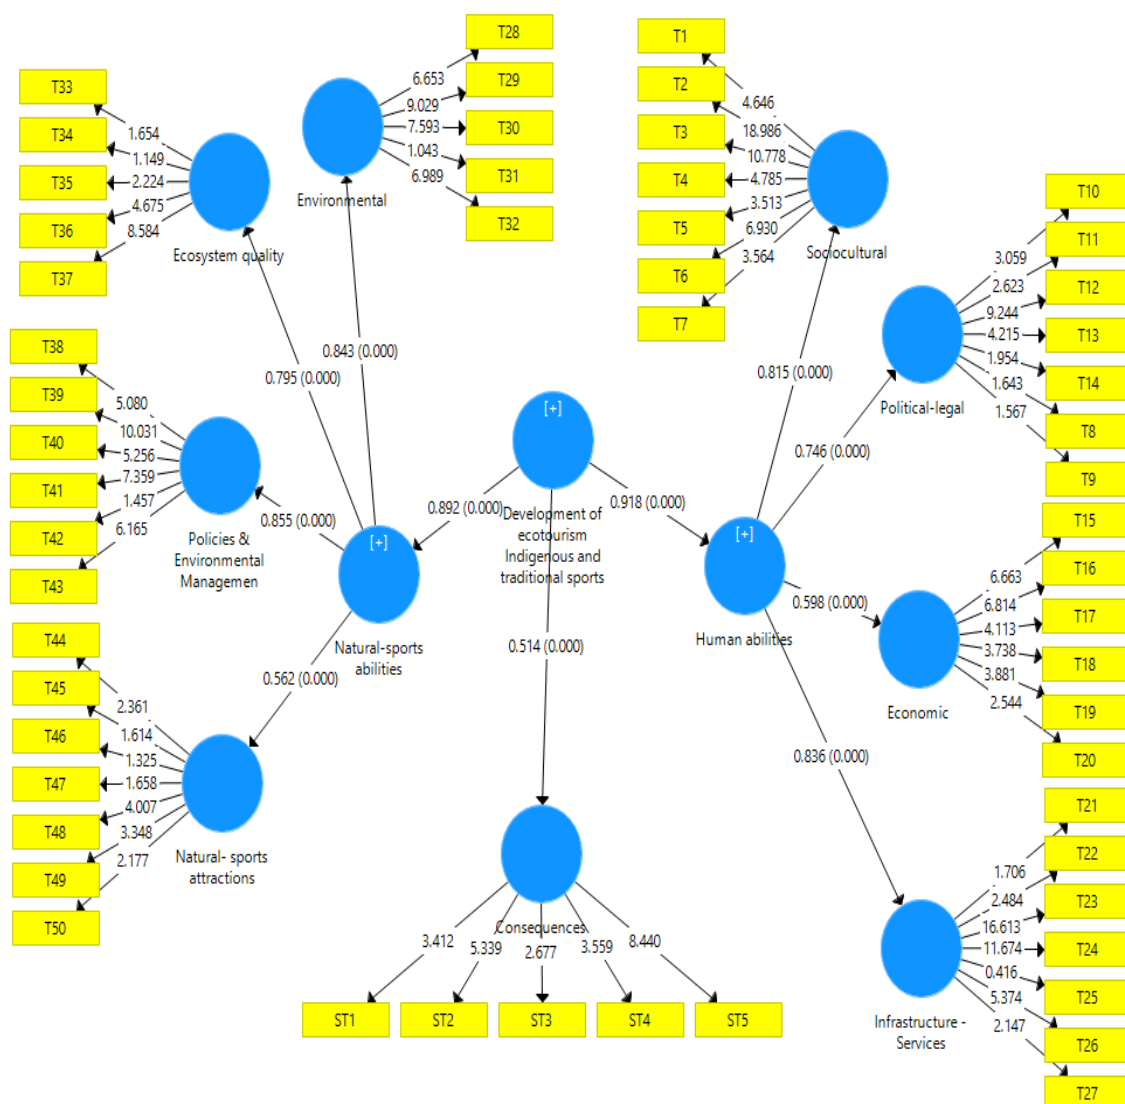 T28
T29
T30
T31
T32
6.653
9.029
7.593
1.043
6.989
Environmental
T33
T34
T35
T36
T37
1.654
1.149
2.224
4.675
8.584
Ecosystem quality
T1
T2
T3
T4
T5
T6
T7
4.646
18.986
10.778
4.785
3.513
6.930
3.564
Sociocultural
T10
T11
T12
T13
T14
T8
T9
3.059
2.623
9.244
4.215
1.954
1.643
1.567
Political-legal
0.843 (0.000)
0.795 (0.000)
0.815 (0.000)
0.746 (0.000)
T38
T39
T40
T41
T42
T43
5.080
10.031
5.256
7.359
1.457
6.165
Policies &
Environmental
Managemen
0.855 (0.000)
[+]
Natural-sports
abilities
0.892 (0.000)
[+]
Development of
ecotourism
Indigenous and
traditional sports
0.918 (0.000)
[+]
Human abilities
0.598 (0.000)
T15
T16
T17
T18
T19
T20
6.663
6.814
4.113
3.738
3.881
2.544
Economic
0.562 (0.000)
0.514 (0.000)
0.836 (0.000)
T44
T45
T46
T47
T48
T49
T50
2.361
1.614
1.325
1.658
4.007
3.348
2.177
Natural- sports
attractions
Consequences
3.412
5.339
2.677
3.559
8.440
ST1
ST2
ST3
ST4
ST5
T21
T22
T23
T24
T25
T26
T27
1.706
2.484
16.613
11.674
0.416
5.374
2.147
Infrastructure -
Services